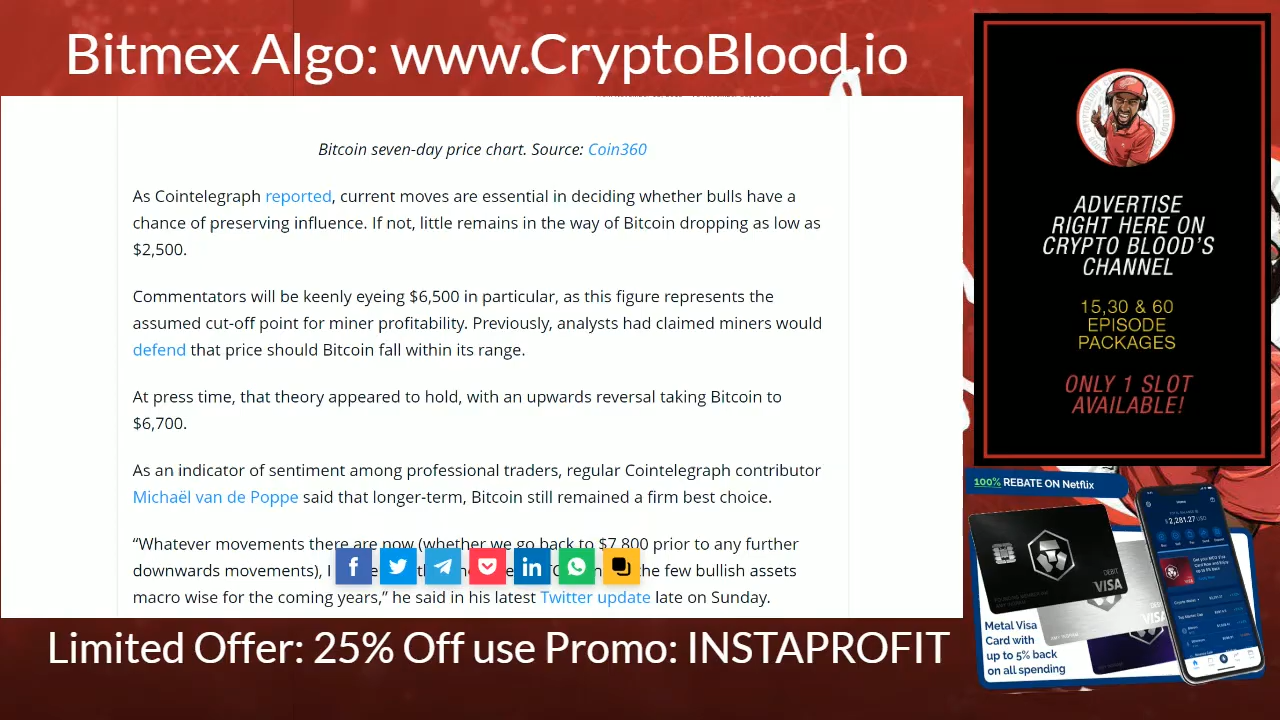 Bitmex Algo: www.CryptoBlood.io
Bitcoin seven-day price chart. Source: Coin360
As Cointelegraph reported, current moves are essential in deciding whether bulls have a
chance of preserving influence. If not, little remains in the way of Bitcoin dropping as low as
$2,500.
Commentators will be keenly eyeing $6,500 in particular, as this figure represents the
assumed cut-off point for miner profitability. Previously, analysts had claimed miners would
defend that price should Bitcoin fall within its range.
At press time, that theory appeared to hold, with an upwards reversal taking Bitcoin to
$6,700.
As an indicator of sentiment among professional traders, regular Cointelegraph contributor
Michaël van de Poppe said that longer-term, Bitcoin still remained a firm best choice.
“Whatever movements there are now (whether we go back to $7,800 prior to any further
downwards movements), I the few bullish assets
macro wise for the coming years,” he said in his latest Twitter update late on Sunday.
Limited Offer: 25% Off use Promo: INSTAPROFIT
ADVERTISE
RIGHT HERE ON
CRYPTO BLOOD'S
CHANNEL
15,30 & 60
EPISODE
PACKAGES
ONLY 1 SLOT
AVAILABLE!
100% REBATE ON Netflix
$2,281.27 USD
DEBIT
VISA
VISA
Metal Visa
Card with
up to 5% back
on all spending